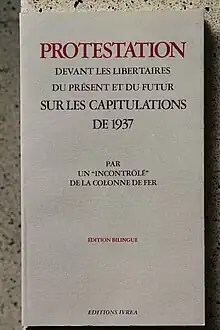 PROTESTATION
DEVANT LES LIBERTAIRES
DU PRÉSENT ET DU FUTUR
SUR LES CAPITULATIONS
DE 1937
PAR
UN "INCONTRÔLÉ"
DE LA COLONNE DE FER
ÉDITION BILINGUE
EDITIONS IVREA